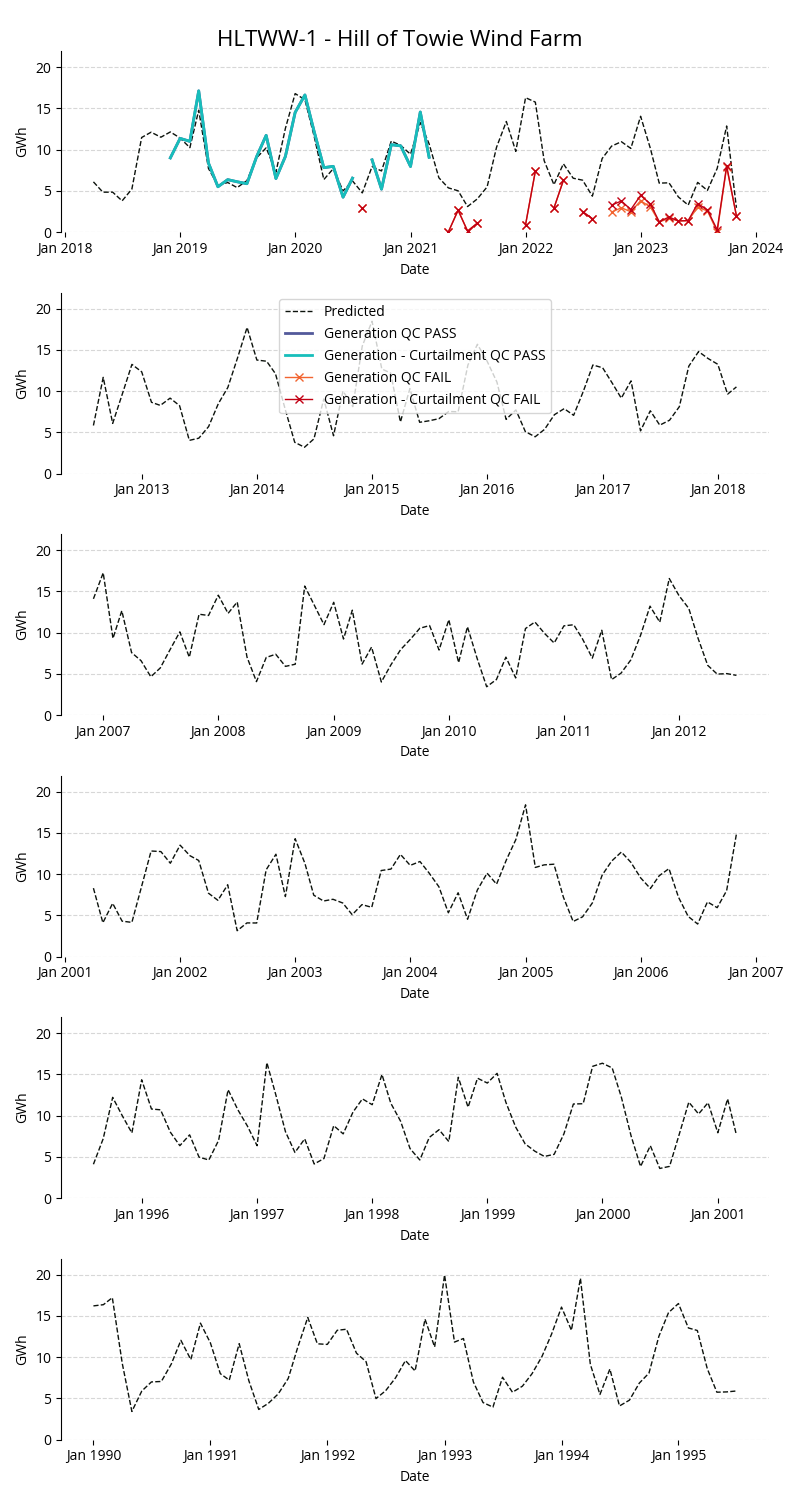 HLTWW-1 - Hill of Towie Wind Farm
20
15
10
5
0
GWh
Jan 2018 Jan 2019 Jan 2020 Jan 2021 Jan 2022 Jan 2023 Jan 2024
Date
20
15
10
5
0
GWh
Predicted
Generation QC PASS
Generation - Curtailment QC PASS
Generation QC FAIL
Generation - Curtailment QC FAIL
Jan 2013 Jan 2014 Jan 2015 Jan 2016 Jan 2017 Jan 2018
Date
20
15
10
5
0
GWh
Jan 2007 Jan 2008 Jan 2009 Jan 2010 Jan 2011 Jan 2012
Date
20
15
10
5
0
GWh
Jan 2001 Jan 2002 Jan 2003 Jan 2004 Jan 2005 Jan 2006 Jan 2007
Date
20
15
10
5
0
GWh
Jan 1996 Jan 1997 Jan 1998 Jan 1999 Jan 2000 Jan 2001
Date
20
15
10
5
0
GWh
Jan 1990 Jan 1991 Jan 1992 Jan 1993 Jan 1994 Jan 1995
Date